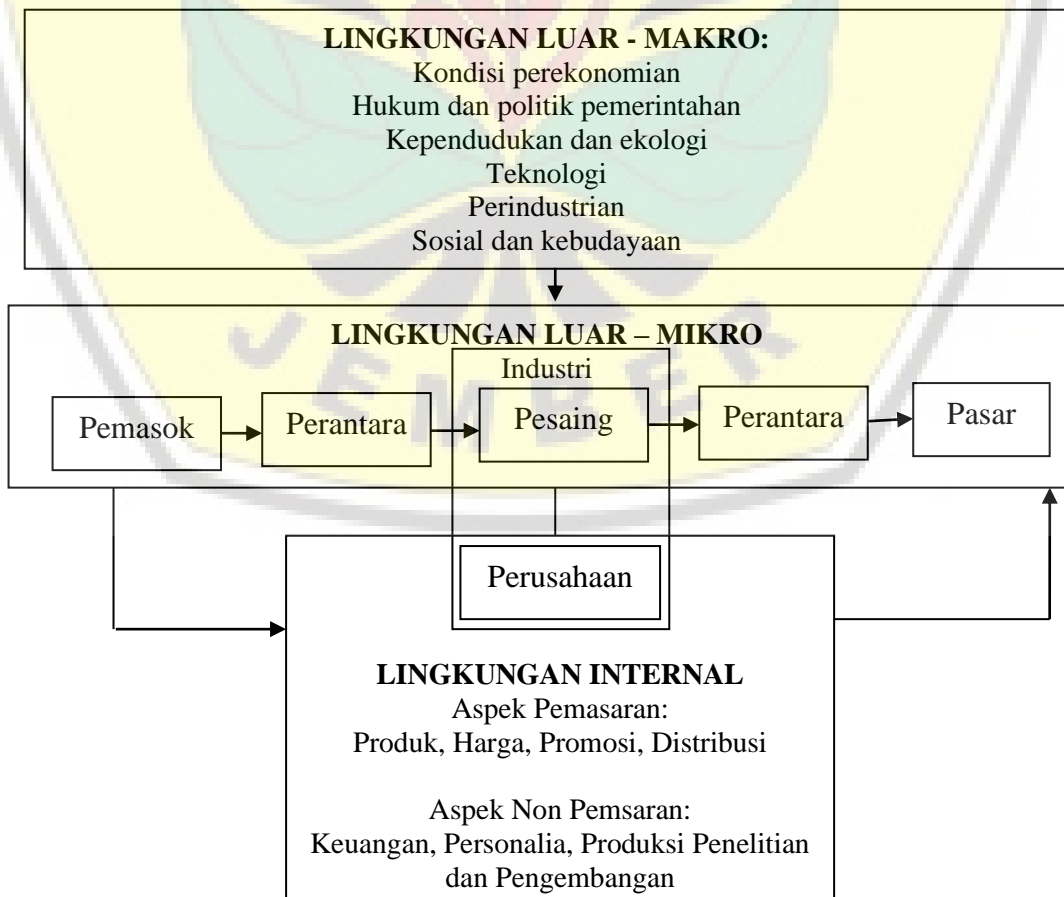 LINGKUNGAN LUAR - MAKRO:
Kondisi perekonomian
Hukum dan politik pemerintahan
Kependudukan dan ekologi
Teknologi
Perindustrian
Sosial dan kebudayaan
LINGKUNGAN LUAR – MIKRO
Industri
Pemasok
Perantara
Pesaing
Perantara
Pasar
JEMBER
Perusahaan
LINGKUNGAN INTERNAL
Aspek Pemasaran:
Produk, Harga, Promosi, Distribusi
Aspek Non Pemsaran:
Keuangan, Personalia, Produksi Penelitian
dan Pengembangan